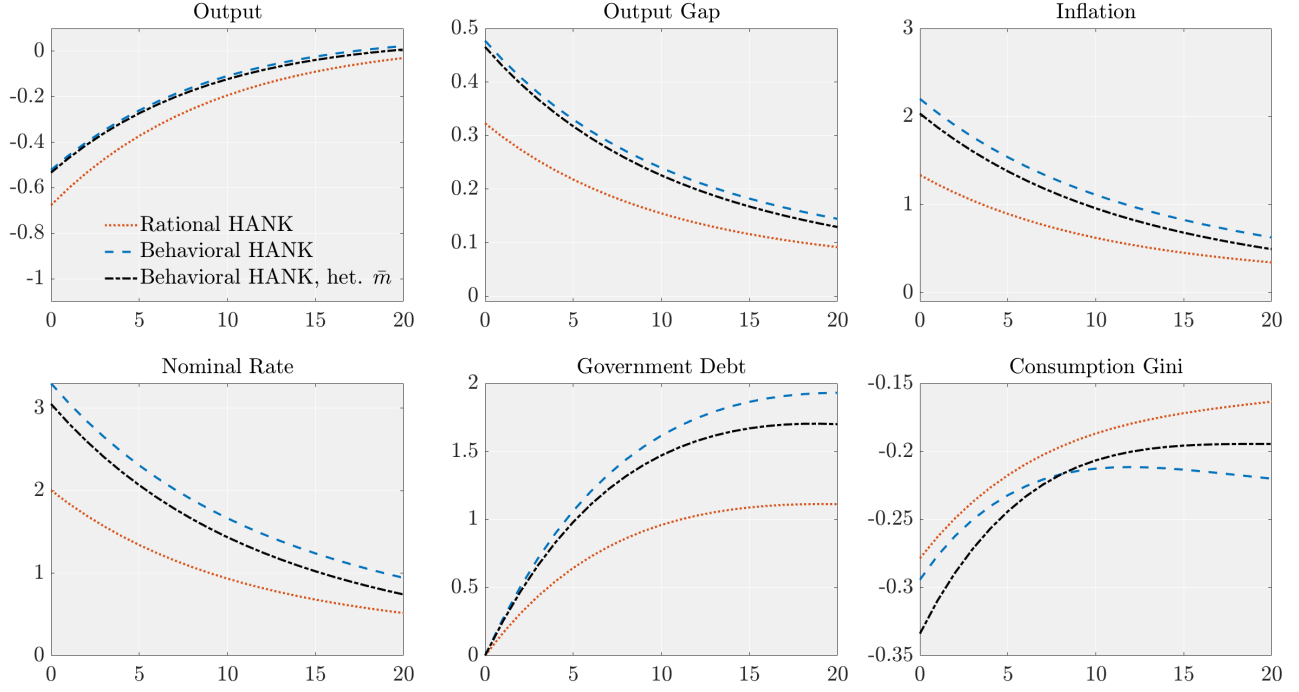 Output
0
-0.2
-0.4
-0.6
-0.8
-1
0 5 10 15 20
Rational HANK
Behavioral HANK
Behavioral HANK, het. m̄
Output Gap
0.5
0.4
0.3
0.2
0.1
0
0 5 10 15 20
Inflation
3
2
1
0
0 5 10 15 20
Nominal Rate
3
2
1
0
0 5 10 15 20
Government Debt
2
1.5
1
0.5
0
0 5 10 15 20
Consumption Gini
-0.15
-0.2
-0.25
-0.3
-0.35
0 5 10 15 20